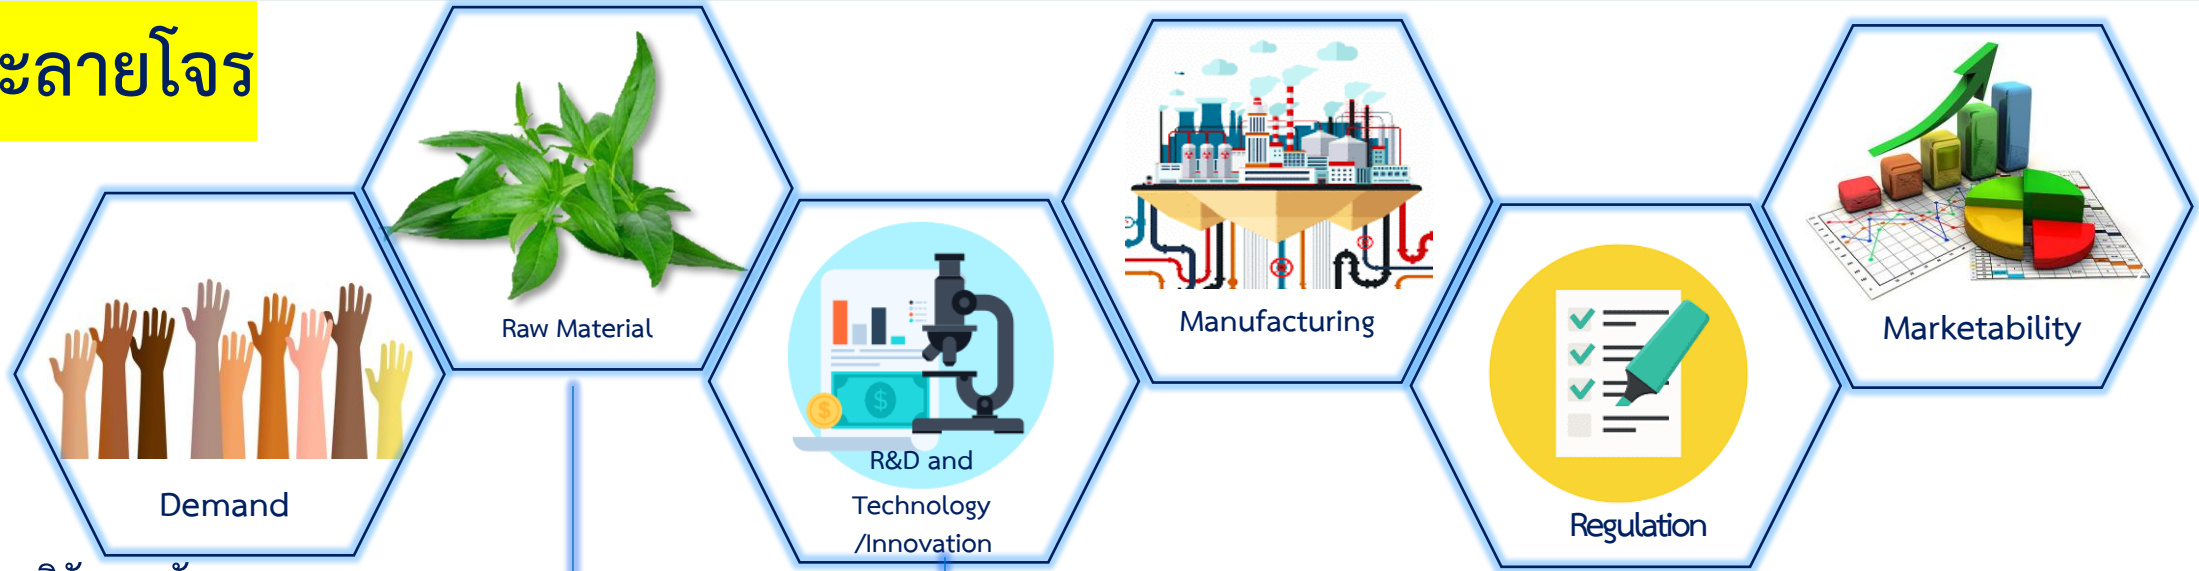 ะลายโจร
Demand
Raw Material
R&D and
Technology
/Innovation
Manufacturing
Regulation
Marketability